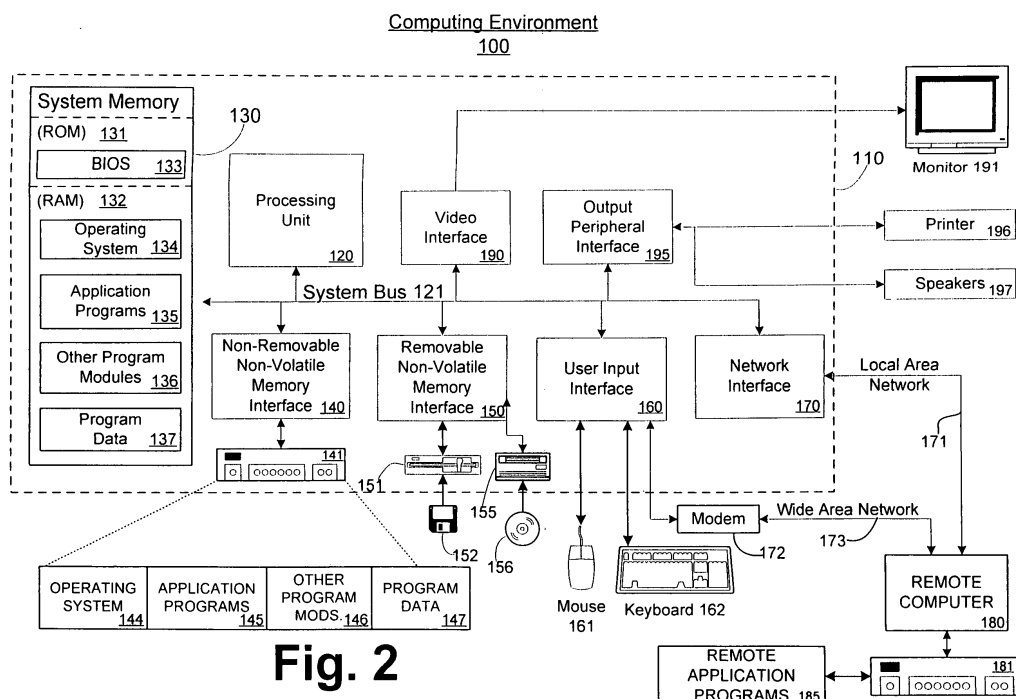 Computing Environment
100
System Memory
(ROM) 131
BIOS 133
(RAM) 132
Operating
System 134
Application
Programs 135
Other Program
Modules 136
Program
Data 137
130
Processing
Unit
120
Video
Interface
190
Output
Peripheral
Interface 195
110
Monitor 191
Printer
196
Speakers
197
System Bus 121
Non-Removable
Non-Volatile
Memory
Interface 140
Removable
Non-Volatile
Memory
Interface 150
User Input
Interface
160
Network
Interface
170
Local Area
Network
171
141
151
155
152
156
Mouse
161
Keyboard 162
Modem
172
Wide Area Network
173
REMOTE
COMPUTER
180
OPERATING
SYSTEM 144
APPLICATION
PROGRAMS 145
OTHER
PROGRAM
MODS. 146
PROGRAM
DATA 147
181
REMOTE
APPLICATION
PROGRAMS 185
Fig. 2